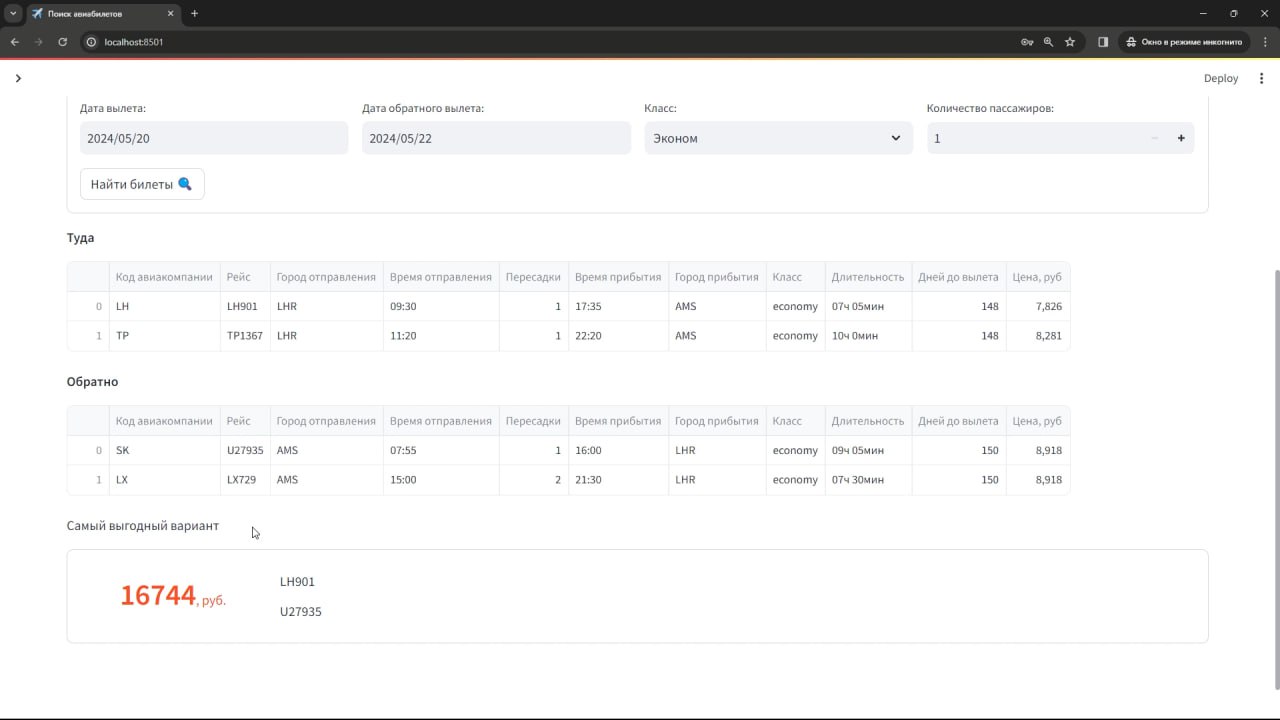 Поиск авиабилетов
localhost:8501
Окно в режиме инкогнито
Deploy
Дата вылета: Дата обратного вылета: Класс: Количество пассажиров:
2024/05/20 2024/05/22 Эконом 1
Найти билеты
Туда
Код авиакомпании Рейс Город отправления Время отправления Пересадки Время прибытия Город прибытия Класс Длительность Дней до вылета Цена, руб
0 LH LH901 LHR 09:30 1 17:35 AMS economy 07ч 05мин 148 7,826
1 TP TP1367 LHR 11:20 1 22:20 AMS economy 10ч 0мин 148 8,281
Обратно
Код авиакомпании Рейс Город отправления Время отправления Пересадки Время прибытия Город прибытия Класс Длительность Дней до вылета Цена, руб
0 SK U27935 AMS 07:55 1 16:00 LHR economy 09ч 05мин 150 8,918
1 LX LX729 AMS 15:00 2 21:30 LHR economy 07ч 30мин 150 8,918
Самый выгодный вариант
16744, руб.
LH901
U27935